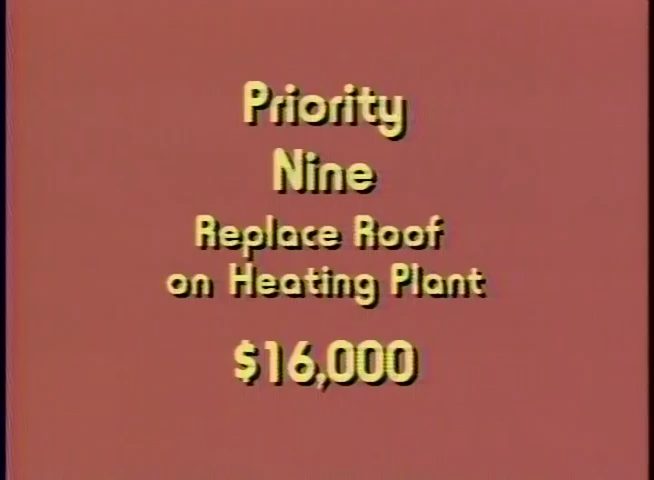 Priority
Nine
Replace Roof
on Heating Plant
$16,000